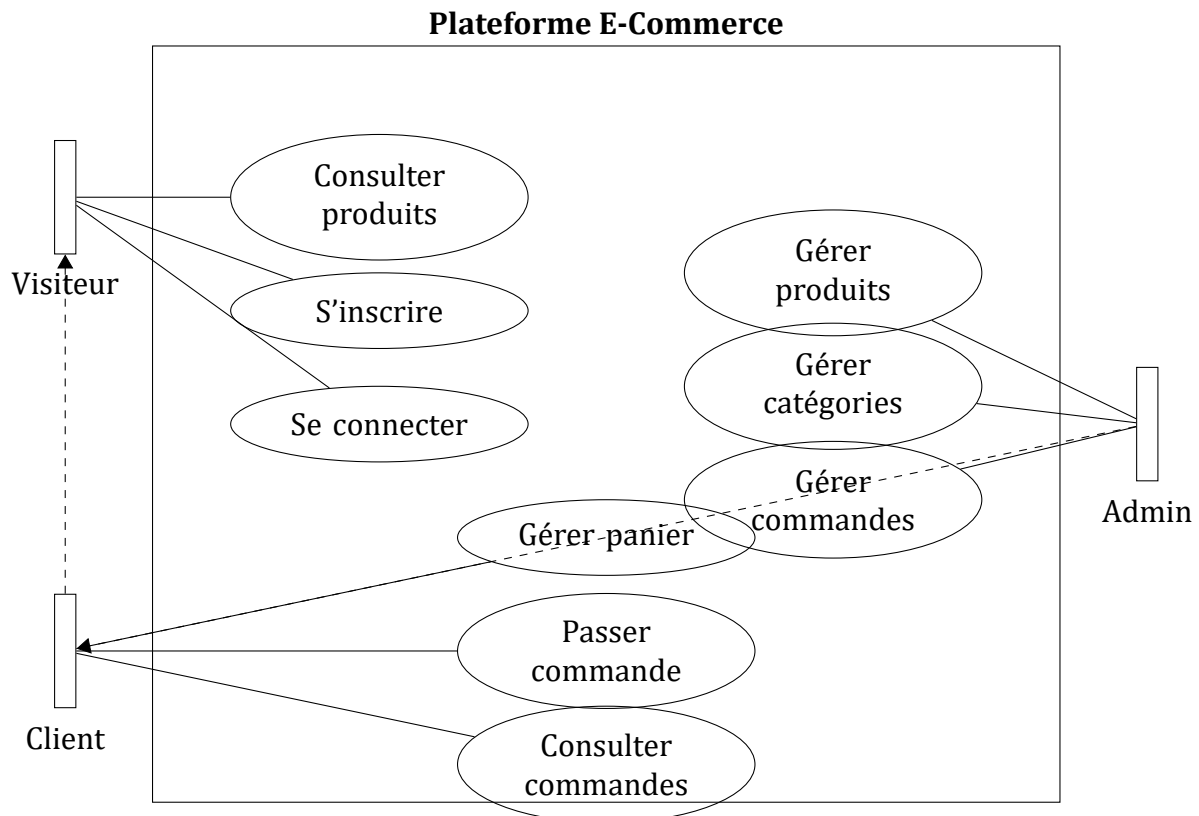 Plateforme E-Commerce
Consulter
produits
Visiteur
S’inscrire
Se connecter
Gérer
produits
Gérer
catégories
Gérer
commandes
Admin
Gérer panier
Passer
commande
Client
Consulter
commandes